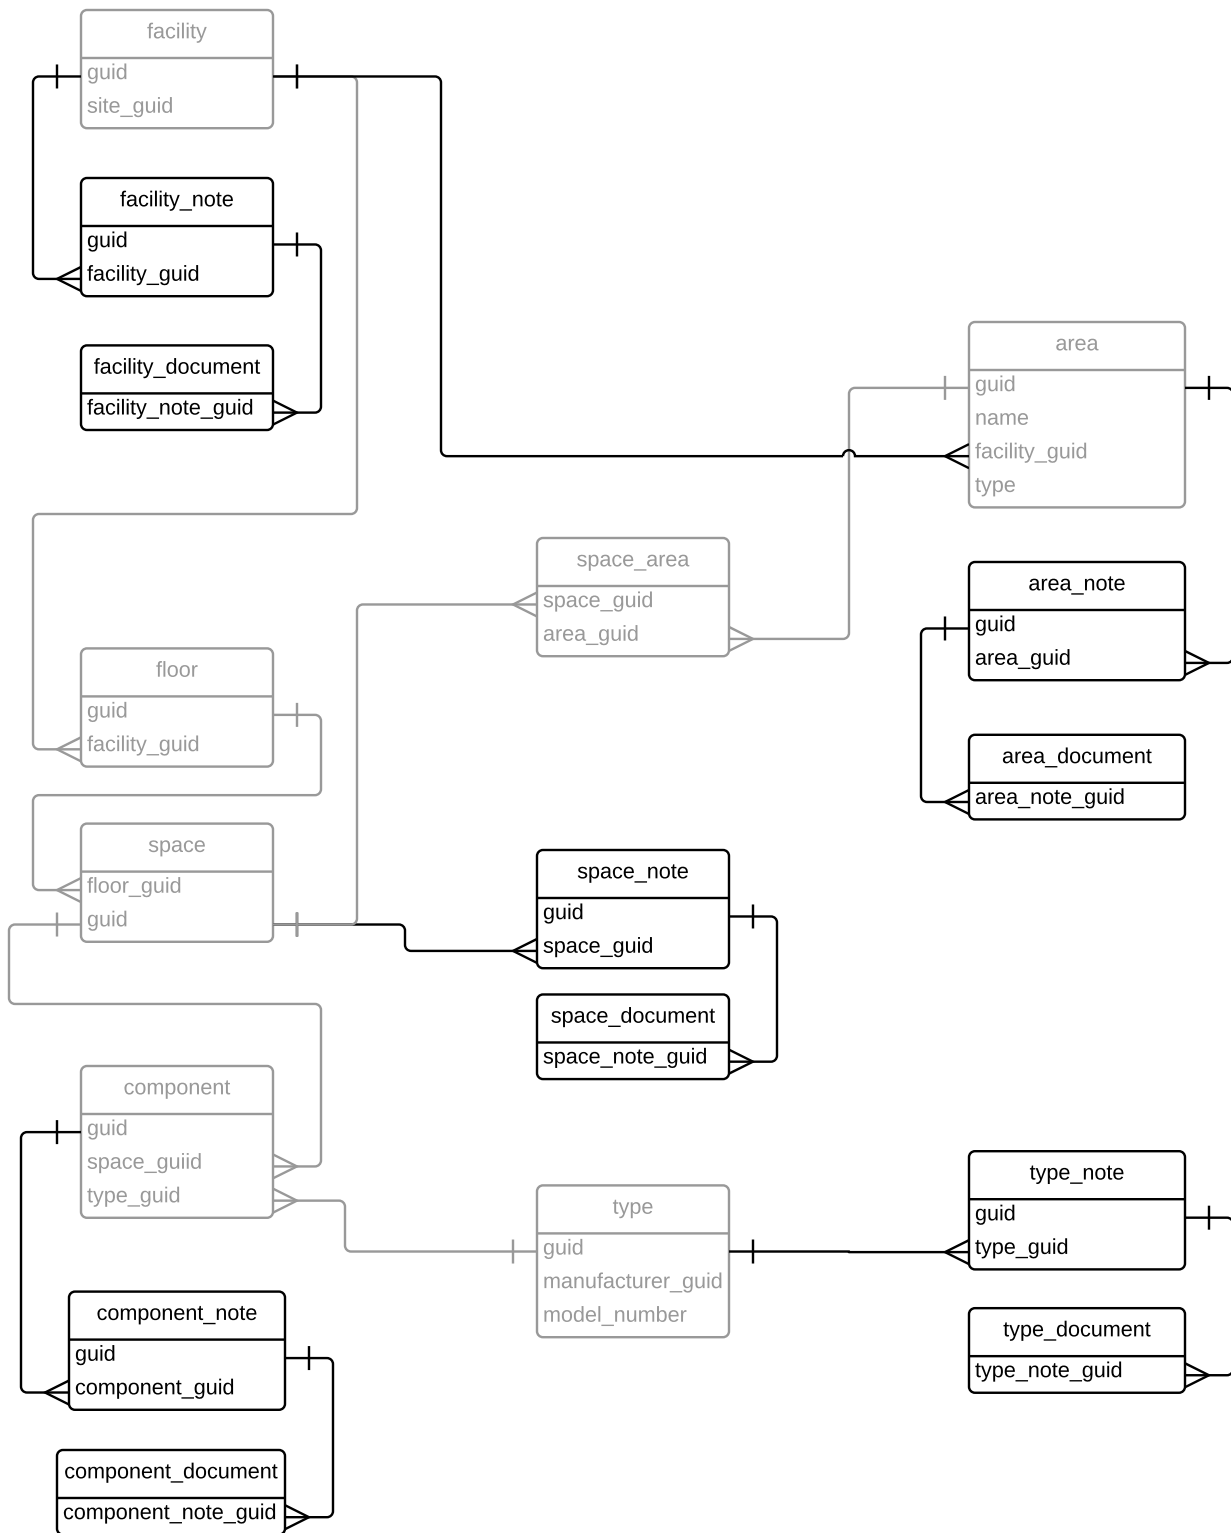 facility
guid
site_guid
facility_note
guid
facility_guid
facility_document
facility_note_guid
area
guid
name
facility_guid
type
space_area
space_guid
area_guid
area_note
guid
area_guid
floor
guid
facility_guid
area_document
area_note_guid
space
floor_guid
guid
space_note
guid
space_guid
space_document
space_note_guid
component
guid
space_guiid
type_guid
type
guid
manufacturer_guid
model_number
type_note
guid
type_guid
component_note
guid
component_guid
type_document
type_note_guid
component_document
component_note_guid